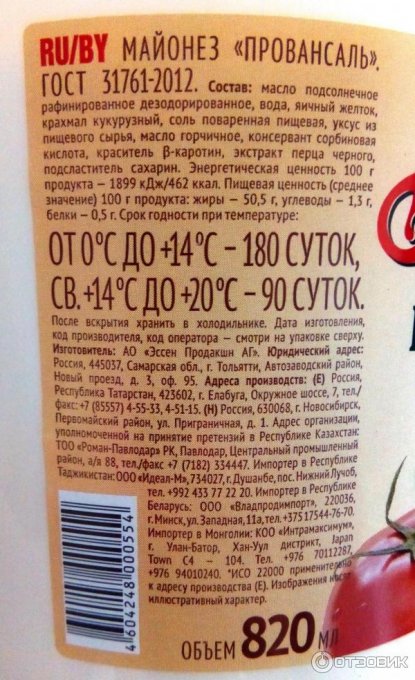 RU/BY МАЙОНЕЗ «ПРОВАНСАЛЬ».
ГОСТ 31761-2012. Состав: масло подсолнечное
рафинированное дезодорированное, вода, яичный желток,
крахмал кукурузный, соль поваренная пищевая, уксус из
пищевого сырья, масло горчичное, консервант сорбиновая
кислота, краситель β-каротин, экстракт перца черного,
подсластитель сахарин. Энергетическая ценность 100 г
продукта – 1899 кДж/462 ккал. Пищевая ценность (среднее
значение) 100 г продукта: жиры – 50,5 г, углеводы – 1,3 г,
белки – 0,5 г. Срок годности при температуре:
ОТ 0°С ДО +14°С – 180 СУТОК,
СВ. +14°С ДО +20°С – 90 СУТОК.
После вскрытия хранить в холодильнике. Дата изготовления,
код производителя, код оператора – смотри на упаковке сверху.
Изготовитель: АО «Эссен Продакшн АГ». Юридический адрес:
Россия, 445037, Самарская обл., г. Тольятти, Автозаводский район,
Новый проезд, д. 3, оф. 95. Адреса производств: (Е) Россия,
Республика Татарстан, 423602, г. Елабуга, Окружное шоссе, 7, тел./
факс: +7 (85557) 4-55-33, 4-51-15. (Н) Россия, 630068, г. Новосибирск,
Первомайский район, ул. Приграничная, д. 1. Адрес организации,
уполномоченной на принятие претензий в Республике Казахстан:
ТОО «Роман-Павлодар» РК, Павлодар, Центральный промышленный
район, а/я 88, тел./факс +7 (7182) 334447. Импортер в Республике
Таджикистан: ООО «Идеал-М», 734017, г. Душанбе, пос. Нижний Лучоб,
тел. +992 433 77 22 20. Импортер в Республике
Беларусь: ООО «Владпродимпорт», 220036,
г. Минск, ул. Западная, 11а, тел. +375 17 544-76-70.
Импортер в Монголии: КОО «Интрамаксимум»,
г. Улан-Батор, Хан-Уул дистрикт, Japan
Town C4 – 104. Тел. +976 70112287,
+976 94010240. *ИСО 22000 применимо к
адресу производства (Е). Изображение носит
иллюстративный характер.
4 604248 000554
ОБЪЕМ 820 МЛ
ОТЗОВИК